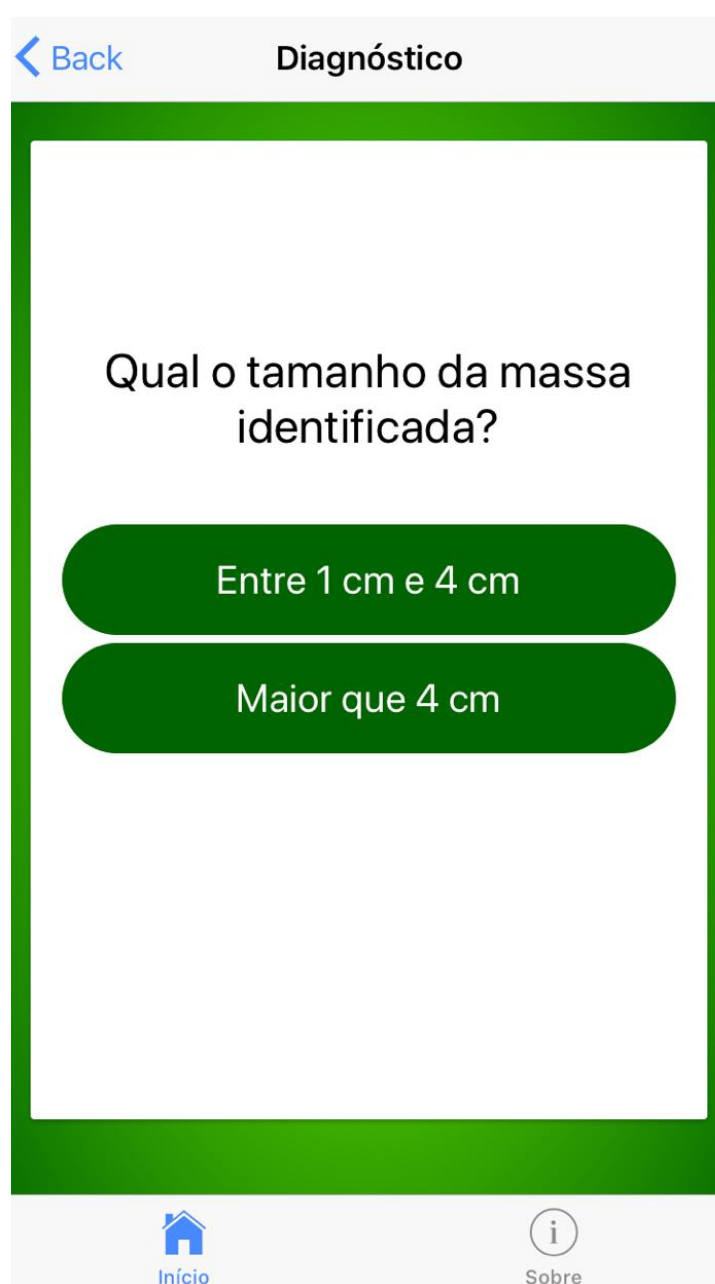 Back Diagnóstico
Qual o tamanho da massa
identificada?
Entre 1 cm e 4 cm
Maior que 4 cm
Início Sobre